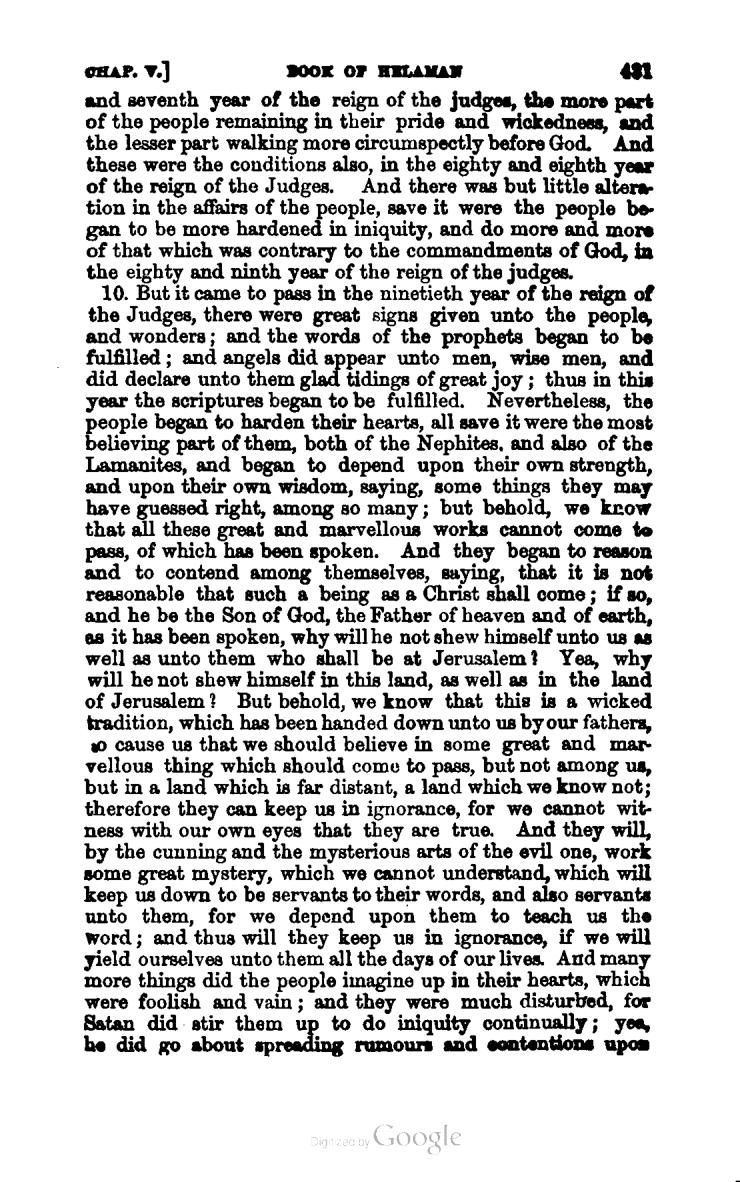 CHAP. V.] BOOK OF HELAMAN 431
and seventh year of the reign of the judges, the more part
of the people remaining in their pride and wickedness, and
the lesser part walking more circumspectly before God. And
these were the conditions also, in the eighty and eighth year
of the reign of the Judges. And there was but little altera-
tion in the affairs of the people, save it were the people be-
gan to be more hardened in iniquity, and do more and more
of that which was contrary to the commandments of God, in
the eighty and ninth year of the reign of the judges.
10. But it came to pass in the ninetieth year of the reign of
the Judges, there were great signs given unto the people,
and wonders; and the words of the prophets began to be
fulfilled; and angels did appear unto men, wise men, and
did declare unto them glad tidings of great joy; thus in this
year the scriptures began to be fulfilled. Nevertheless, the
people began to harden their hearts, all save it were the most
believing part of them, both of the Nephites. and also of the
Lamanites, and began to depend upon their own strength,
and upon their own wisdom, saying, some things they may
have guessed right, among so many; but behold, we know
that all these great and marvellous works cannot come to
pass, of which has been spoken. And they began to reason
and to contend among themselves, saying, that it is not
reasonable that such a being as a Christ shall come; if so,
and he be the Son of God, the Father of heaven and of earth,
as it has been spoken, why will he not shew himself unto us as
well as unto them who shall be at Jerusalem? Yea, why
will he not shew himself in this land, as well as in the land
of Jerusalem? But behold, we know that this is a wicked
tradition, which has been handed down unto us by our fathers,
to cause us that we should believe in some great and mar-
vellous thing which should come to pass, but not among us,
but in a land which is far distant, a land which we know not;
therefore they can keep us in ignorance, for we cannot wit-
ness with our own eyes that they are true. And they will,
by the cunning and the mysterious arts of the evil one, work
some great mystery, which we cannot understand, which will
keep us down to be servants to their words, and also servants
unto them, for we depend upon them to teach us the
word; and thus will they keep us in ignorance, if we will
yield ourselves unto them all the days of our lives. And many
more things did the people imagine up in their hearts, which
were foolish and vain; and they were much disturbed, for
Satan did stir them up to do iniquity continually; yea,
he did go about spreading rumours and contentions upon
Digitized by Google